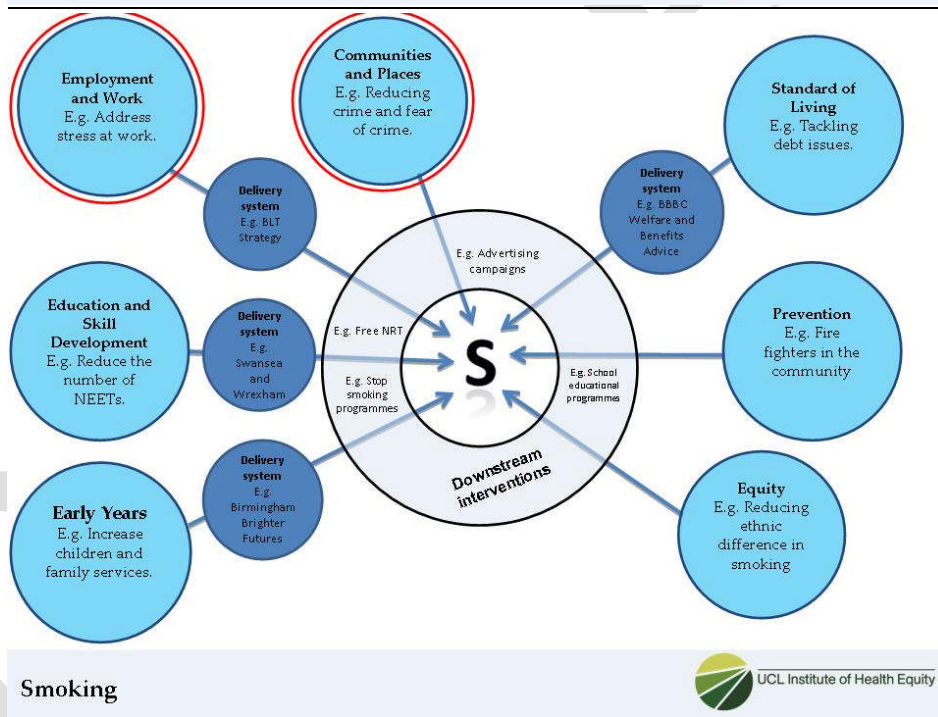 Employment
and Work
E.g. Address
stress at work.
Communities
and Places
E.g. Reducing
crime and fear
of crime.
Standard of
Living
E.g. Tackling
debt issues.
Delivery
system
E.g. BLT
Strategy
Delivery
system
E.g. BBBC
Welfare and
Benefits
Advice
E.g. Advertising
campaigns
Education and
Skill
Development
E.g. Reduce the
number of
NEETs.
Delivery
system
E.g.
Swansea
and
Wrexham
E.g. Free NRT
E.g. Stop
smoking
programmes
S
E.g. School
educational
programmes
Prevention
E.g. Fire
fighters in the
community
Downstream
interventions
Early Years
E.g. Increase
children and
family services.
Delivery
system
E.g
Birmingham
Brighter
Futures
Equity
E.g. Reducing
ethnic
difference in
smoking
Smoking
UCL Institute of Health Equity